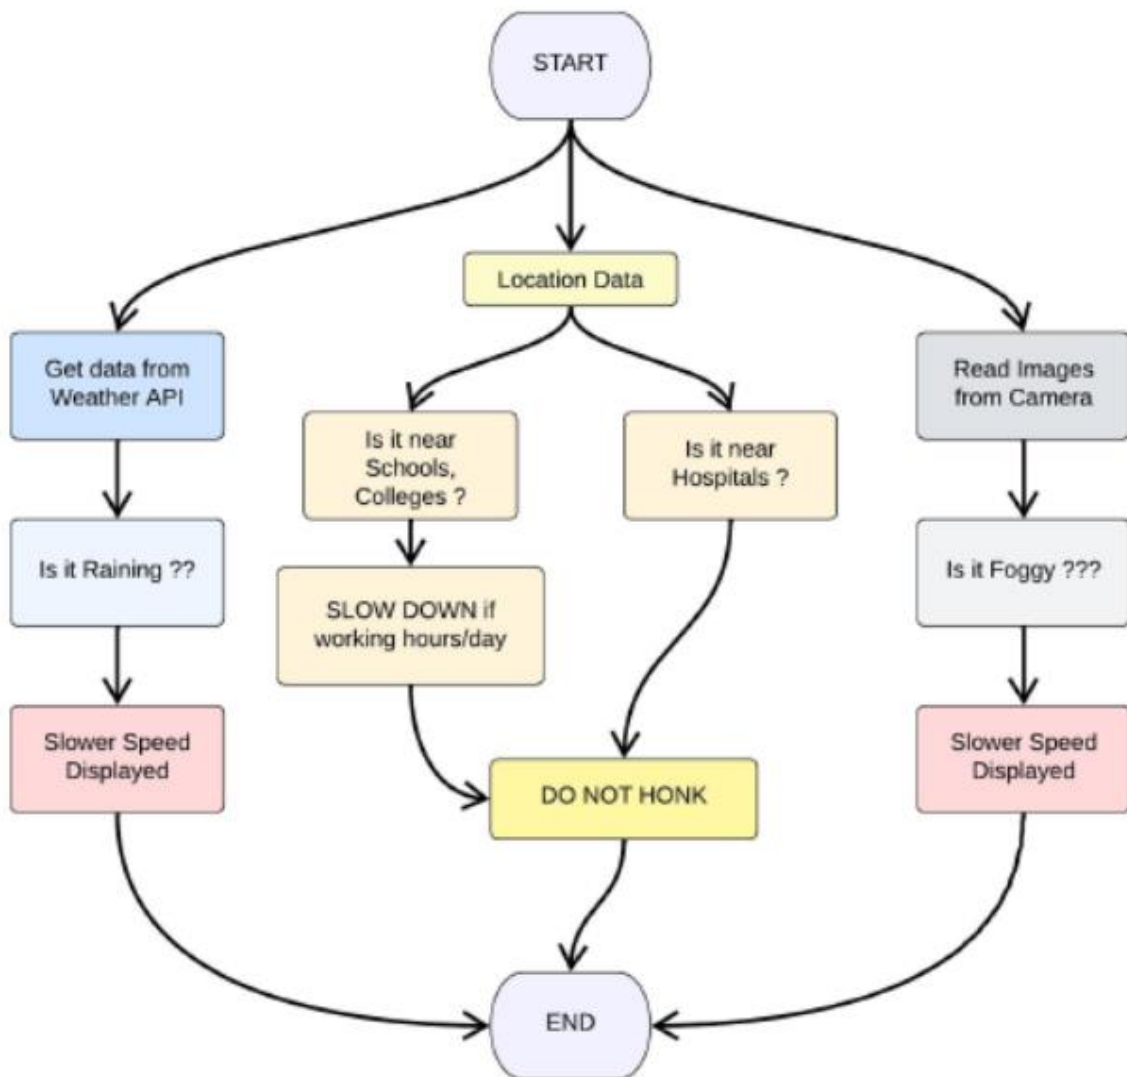 START
Location Data
Get data from
Weather API
Is it near
Schools,
Colleges ?
Is it near
Hospitals ?
Read Images
from Camera
Is it Raining ??
SLOW DOWN if
working hours/day
Is it Foggy ???
Slower Speed
Displayed
DO NOT HONK
Slower Speed
Displayed
END